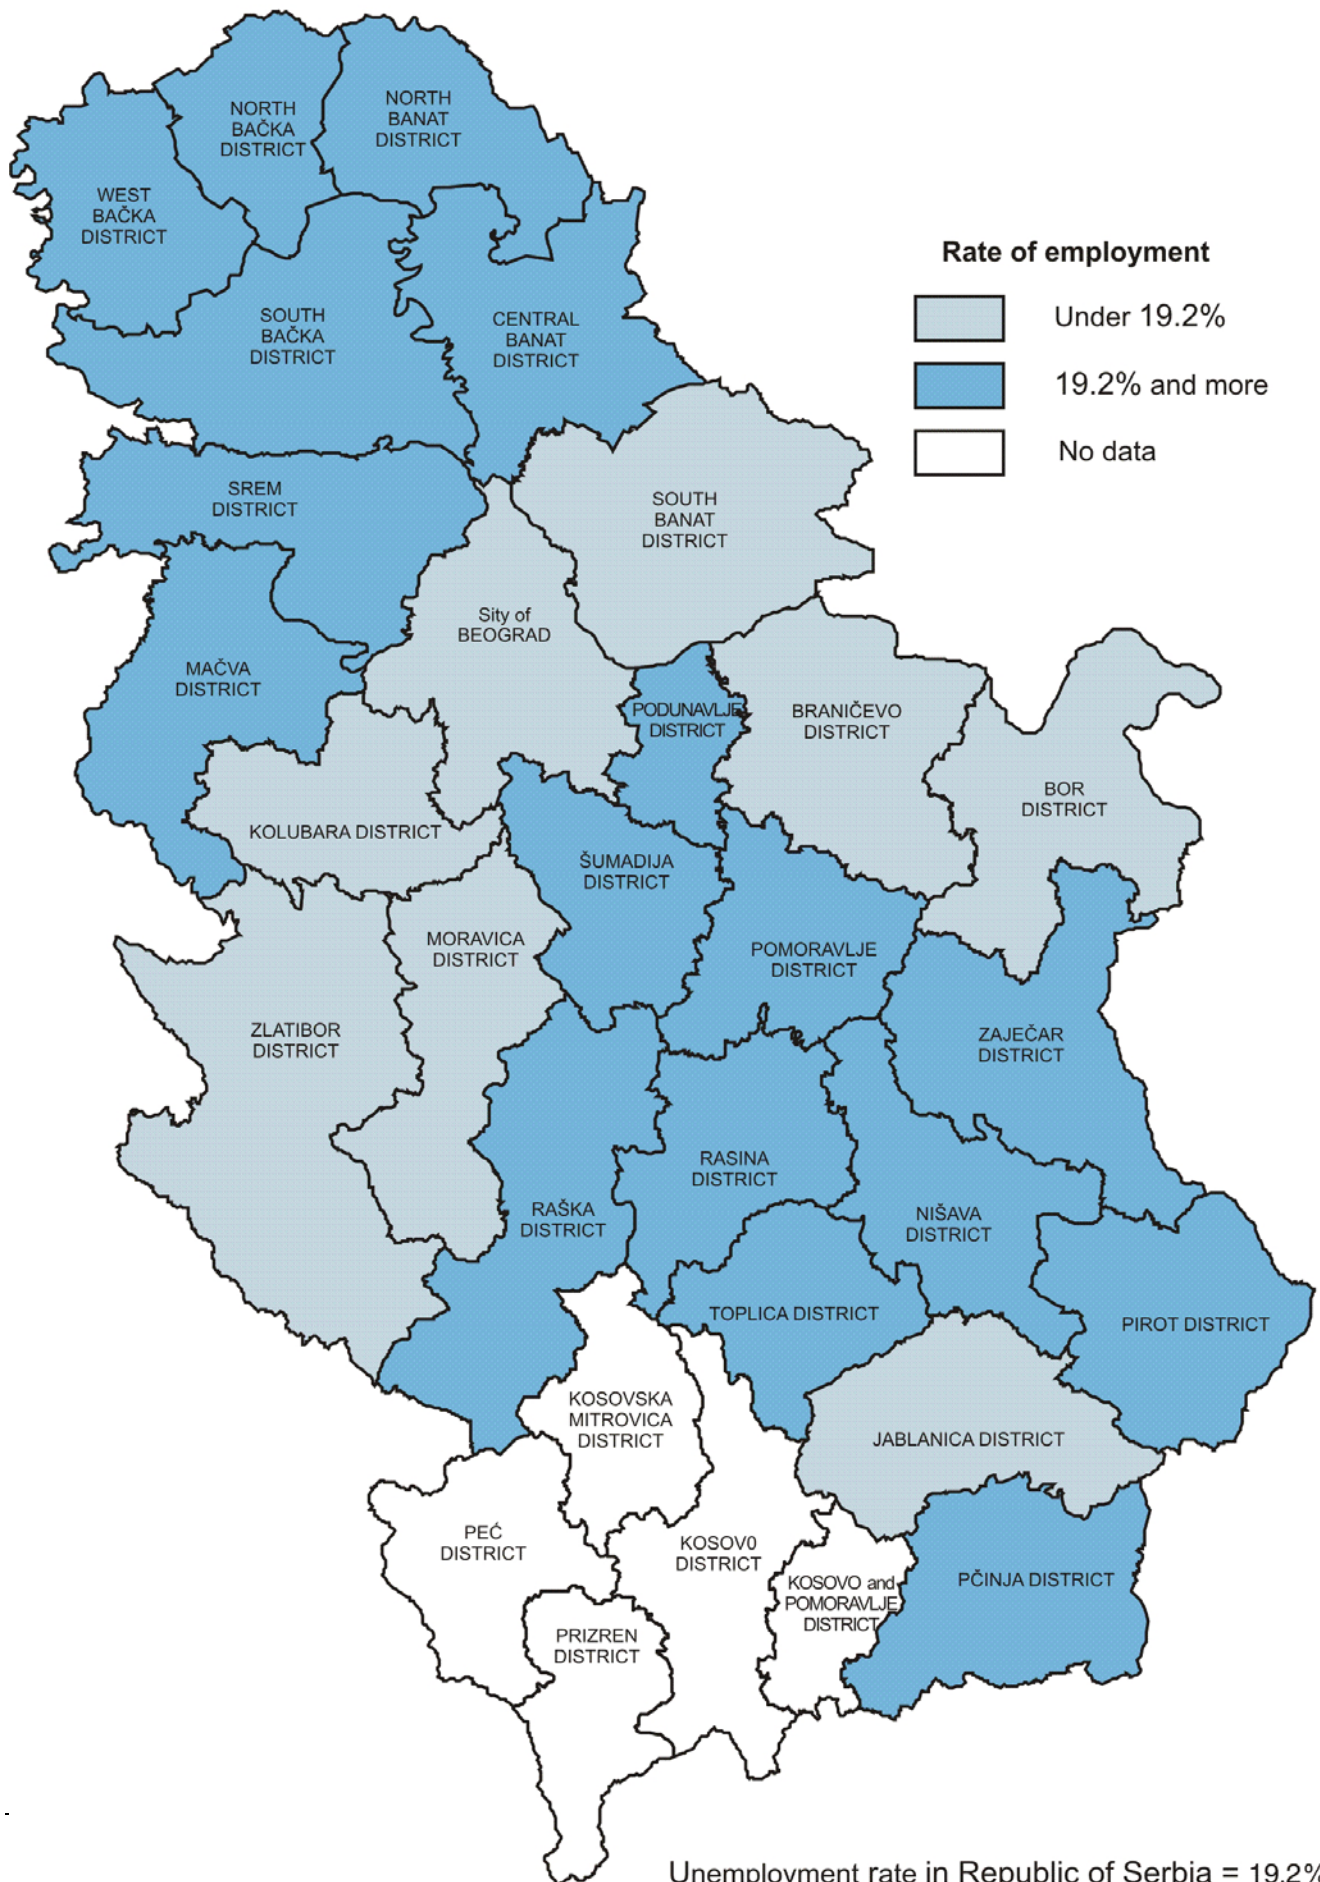 NORTH
BAČKA
DISTRICT
NORTH
BANAT
DISTRICT
WEST
BAČKA
DISTRICT
Rate of employment
Under 19.2%
19.2% and more
No data
SOUTH
BAČKA
DISTRICT
CENTRAL
BANAT
DISTRICT
SREM
DISTRICT
SOUTH
BANAT
DISTRICT
Sity of
BEOGRAD
MAČVA
DISTRICT
PODUNAVLJE
DISTRICT
BRANIČEVO
DISTRICT
BOR
DISTRICT
KOLUBARA DISTRICT
ŠUMADIJA
DISTRICT
MORAVICA
DISTRICT
POMORAVLJE
DISTRICT
ZLATIBOR
DISTRICT
ZAJEČAR
DISTRICT
RASINA
DISTRICT
RAŠKA
DISTRICT
NIŠAVA
DISTRICT
TOPLICA DISTRICT
PIROT DISTRICT
KOSOVSKA
MITROVICA
DISTRICT
JABLANICA DISTRICT
PEĆ
DISTRICT
KOSOV0
DISTRICT
KOSOVO and
POMORAVLJE
DISTRICT
PČINJA DISTRICT
PRIZREN
DISTRICT
-
Unemployment rate in Republic of Serbia = 19.2%